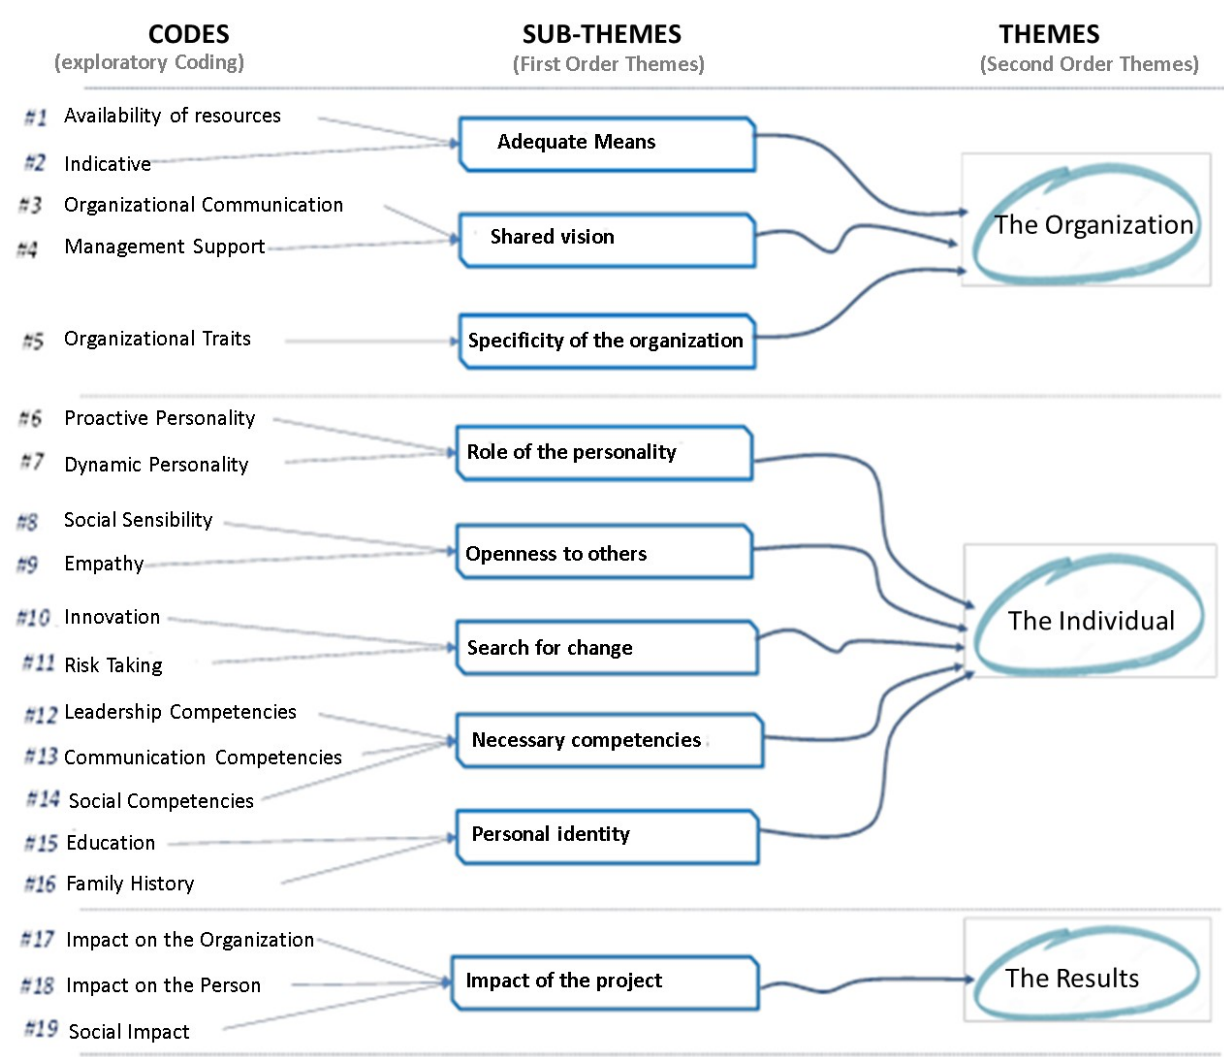 CODES SUB-THEMES THEMES
(exploratory Coding) (First Order Themes) (Second Order Themes)
#1 Availability of resources
Adequate Means
#2 Indicative
#3 Organizational Communication
The Organization
Shared vision
#4 Management Support
#5 Organizational Traits
Specificity of the organization
#6 Proactive Personality
Role of the personality
#7 Dynamic Personality
#8 Social Sensibility
Openness to others
#9 Empathy
#10 Innovation
The Individual
Search for change
#11 Risk Taking
#12 Leadership Competencies
Necessary competencies
#13 Communication Competencies
#14 Social Competencies
Personal identity
#15 Education
#16 Family History
#17 Impact on the Organization
Impact of the project
The Results
#18 Impact on the Person
#19 Social Impact